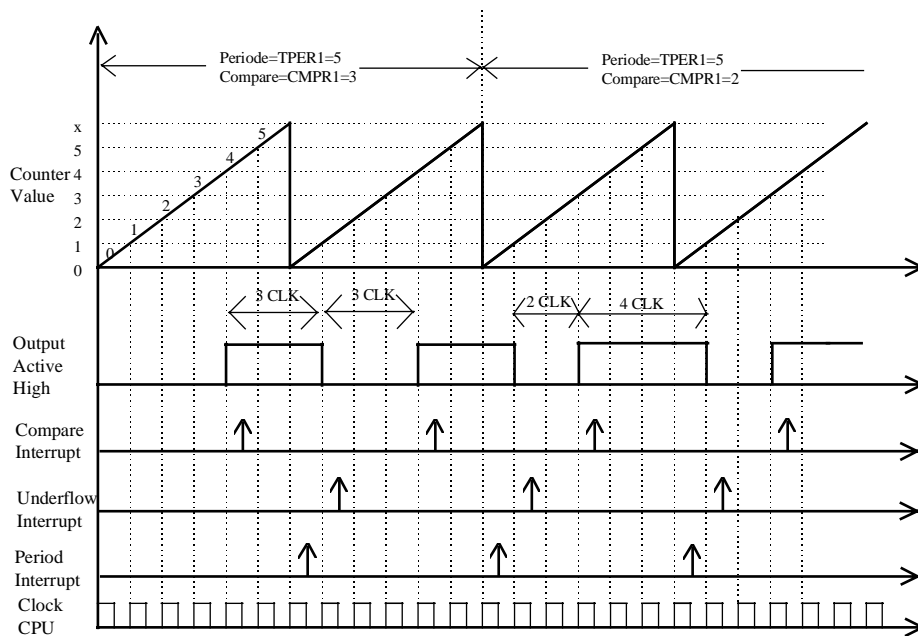 Periode=TPER1=5
Compare=CMPR1=3
Periode=TPER1=5
Compare=CMPR1=2
x
5
4
3
2
1
0
Counter
Value
0
1
2
3
4
5
3 CLK
3 CLK
2 CLK
4 CLK
Output
Active
High
Compare
Interrupt
Underflow
Interrupt
Period
Interrupt
Clock
CPU